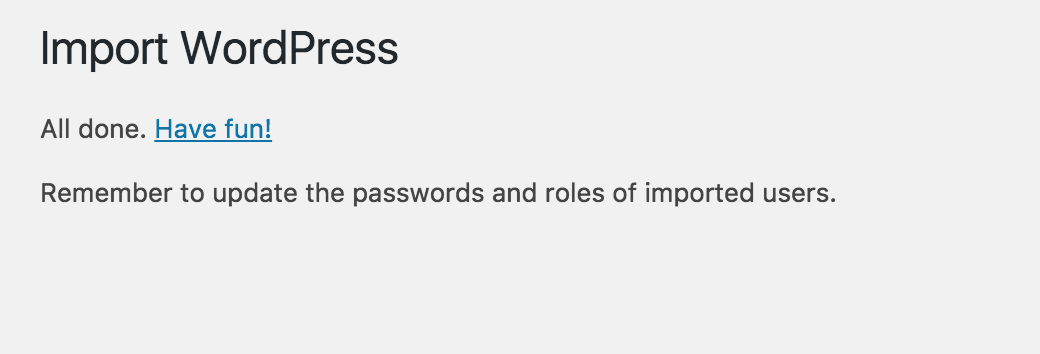 Import WordPress
All done. Have fun!
Remember to update the passwords and roles of imported users.